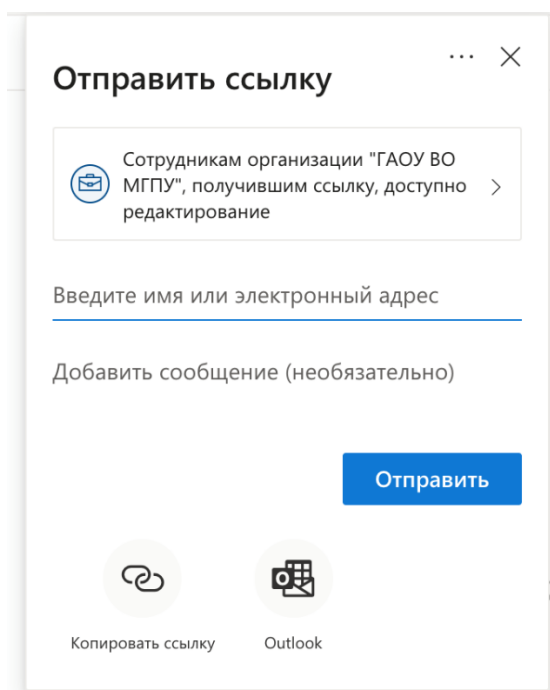 Отправить ссылку
Сотрудникам организации "ГАОУ ВО
МГПУ", получившим ссылку, доступно
редактирование
Введите имя или электронный адрес
Добавить сообщение (необязательно)
Отправить
Копировать ссылку
Outlook